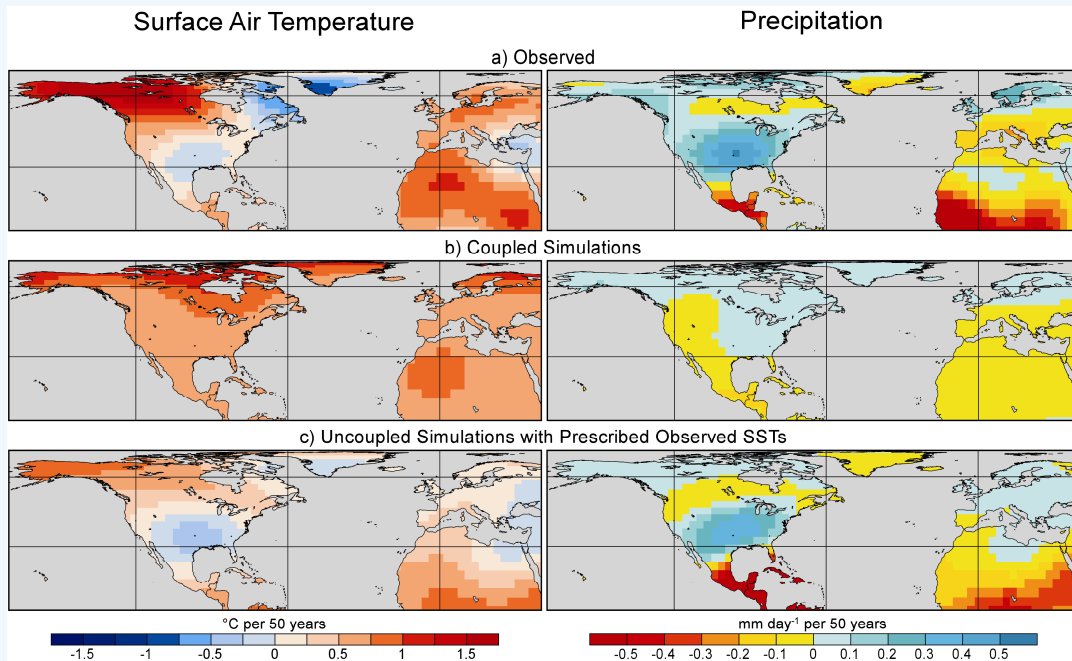 Surface Air Temperature
Precipitation
a) Observed
b) Coupled Simulations
c) Uncoupled Simulations with Prescribed Observed SSTs
°C per 50 years
-1.5 -1 -0.5 0 0.5 1 1.5
mm day⁻¹ per 50 years
-0.5 -0.4 -0.3 -0.2 -0.1 0 0.1 0.2 0.3 0.4 0.5